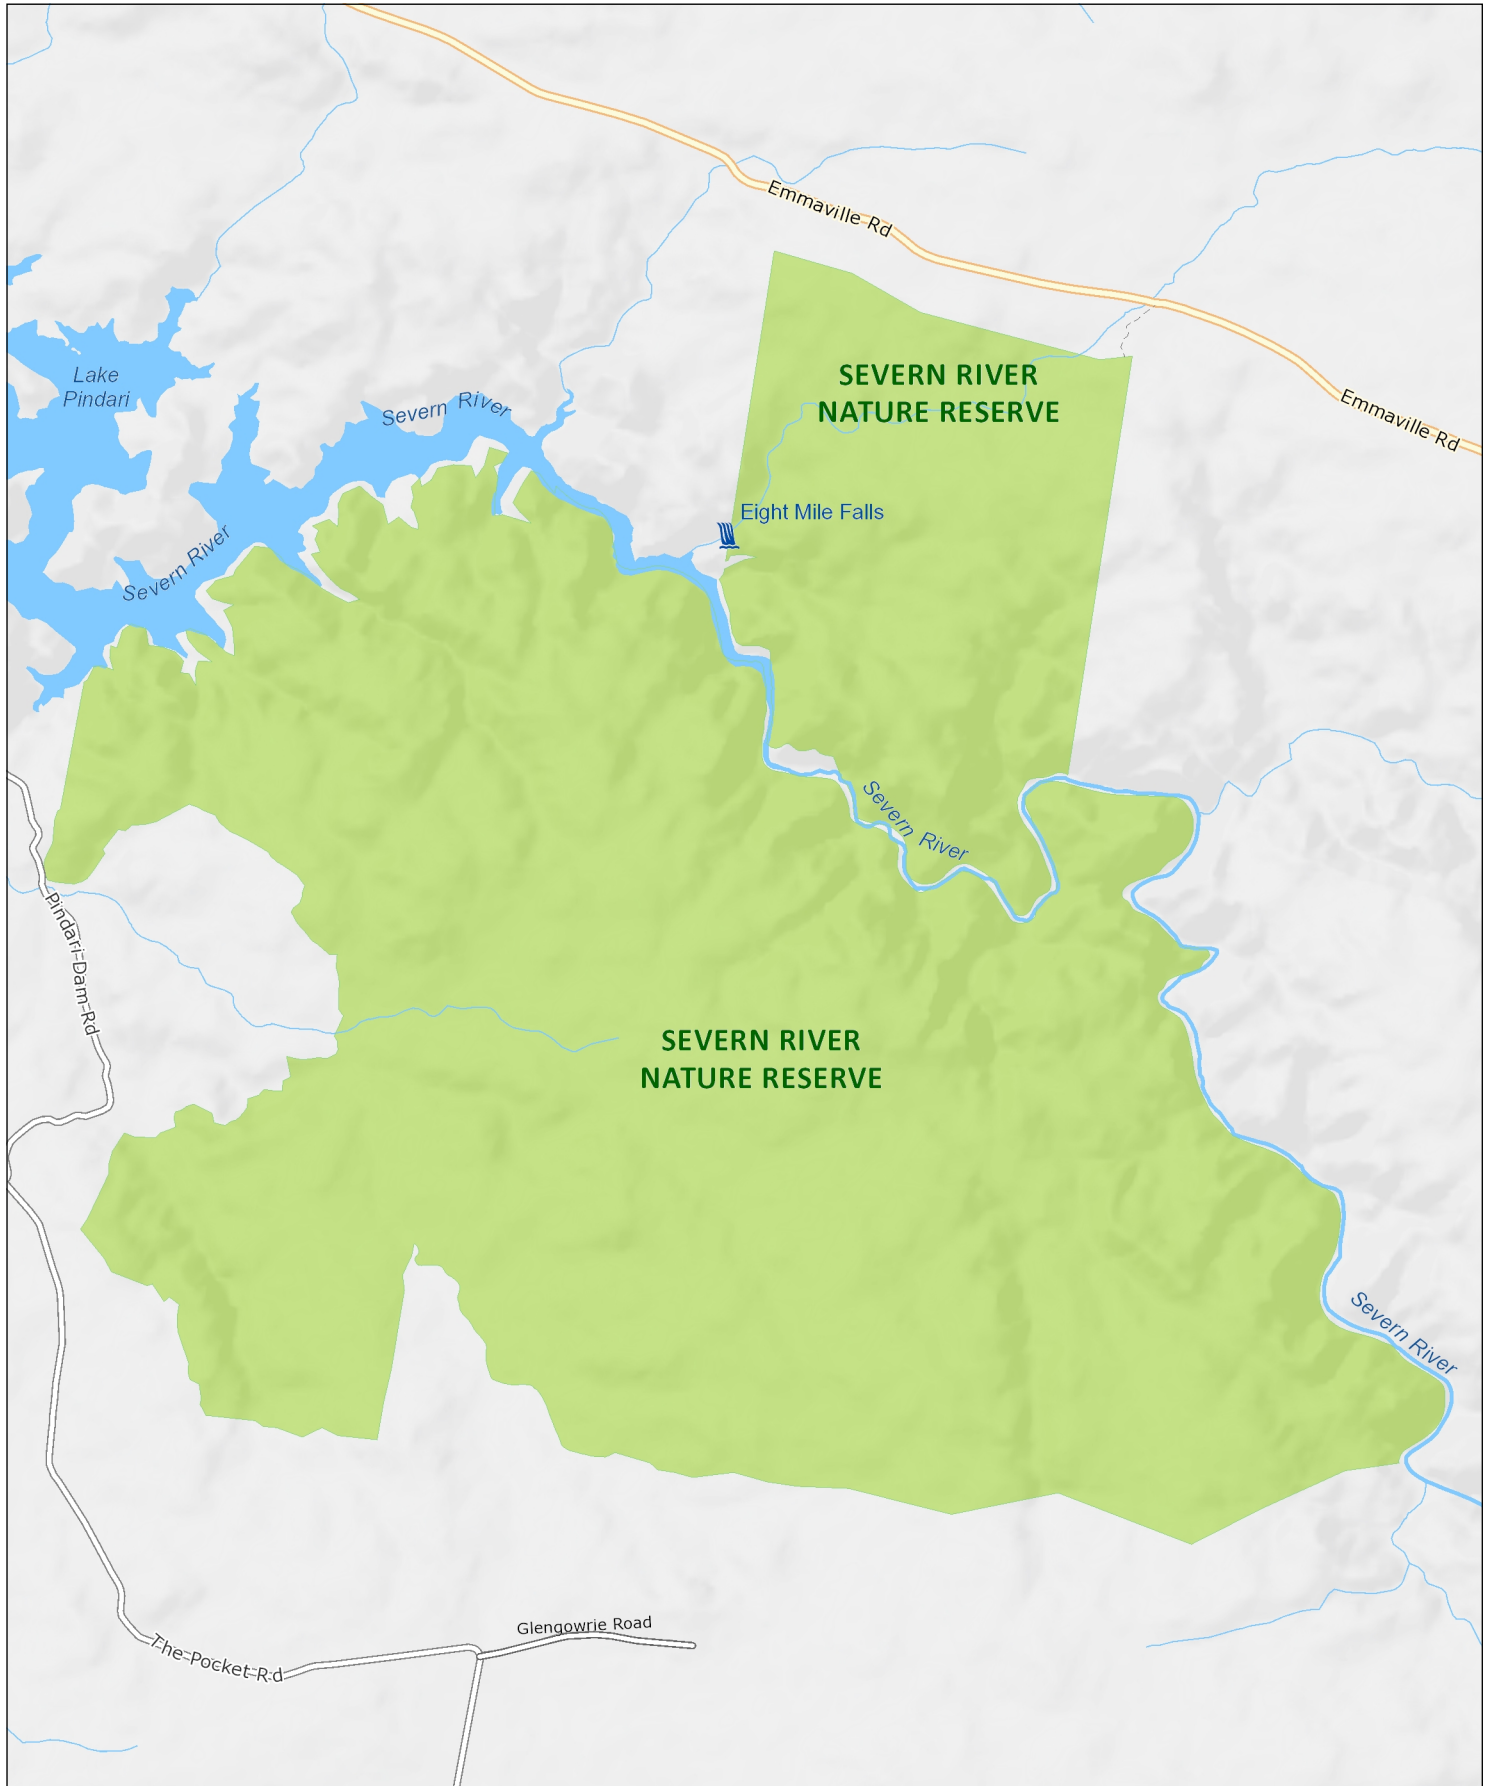 Emmaville Rd
SEVERN RIVER
NATURE RESERVE
Lake
Pindari
Severn River
Emmaville Rd
Eight Mile Falls
Severn River
Severn River
Pindari Dam Rd
SEVERN RIVER
NATURE RESERVE
Severn River
The Pocket Rd
Glengowrie Road